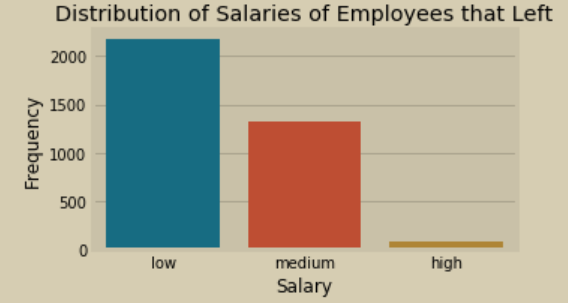 Distribution of Salaries of Employees that Left
Frequency
2000
1500
1000
500
0
low medium high
Salary